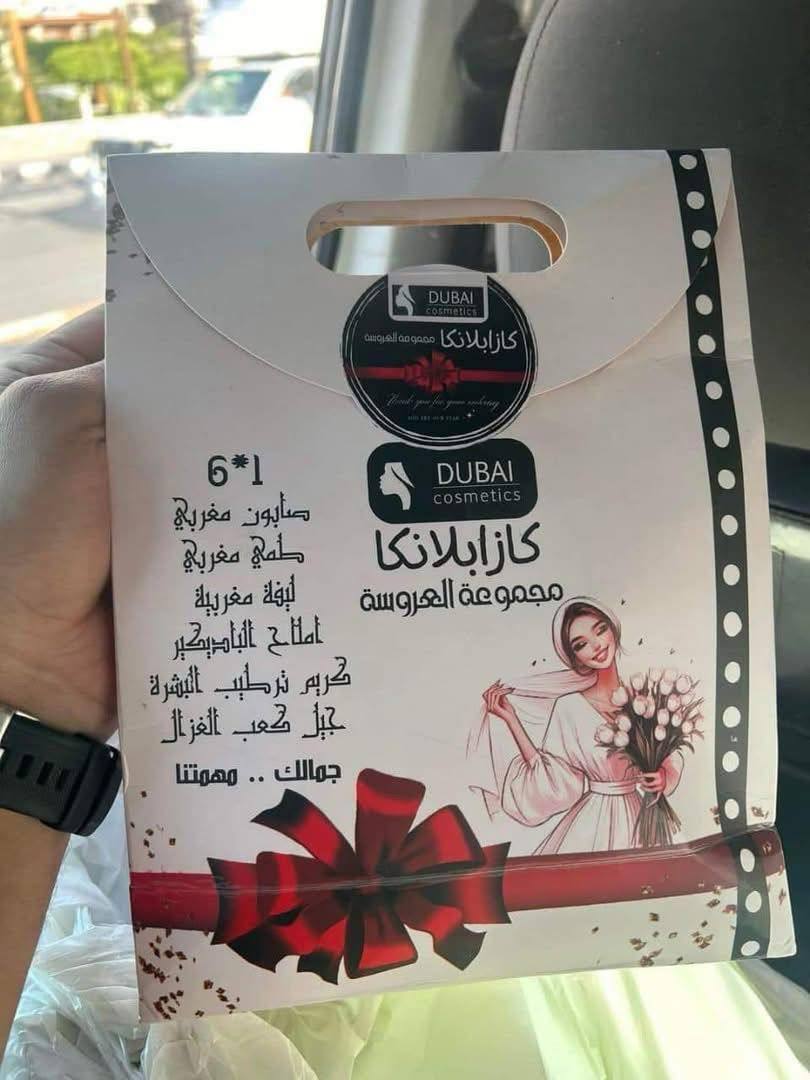 DUBAI
cosmetics
كازابلانكا مجموعة العروسة
DUBAI
cosmetics
كازابلانكا
مجموعة العروسة
6*1
صابون مغربي
طمي مغربي
ليفة مغربية
املاح الباديكير
كريم ترطيب البشرة
جيل كعب الغزال
جمالك .. مهمتنا